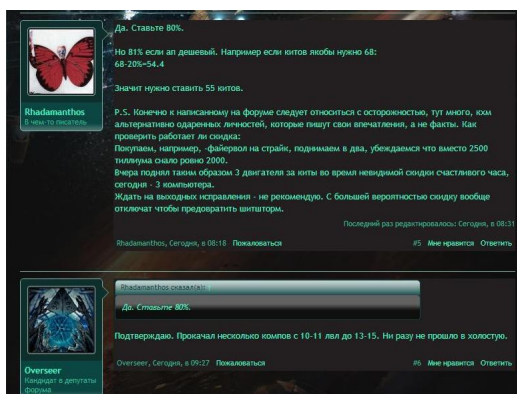 Да. Ставьте 80%.
Но 81% если ап дешевый. Например если китов якобы нужно 68:
68-20%=54.4
Значит нужно ставить 55 китов.
P.S. Конечно к написанному на форуме следует относиться с осторожностью, тут много, кхм
альтернативно одаренных личностей, которые пишут свои впечатления, а не факты. Как
проверить работает ли скидка:
Покупаем, например, -файервол на страйк, поднимаем в два, убеждаемся что вместо 2500
тиллиума снало ровно 2000.
Вчера поднял таким образом 3 двигателя за киты во время невидимой скидки счастливого часа,
сегодня - 3 компьютера.
Ждать на выходных исправления - не рекомендую. С большей вероятностью скидку вообще
отключат чтобы предовратить шитшторм.
Последний раз редактировалось: Сегодня, в 08:31
Rhadamanthos
В чём-то писатель
Rhadamanthos, Сегодня, в 08:18 Пожаловаться
#5 Мне нравится Ответить
Rhadamanthos сказал(а):
Да. Ставьте 80%.
Подтверждаю. Прокачал несколько компов с 10-11 лвл до 13-15. Ни разу не прошло в холостую.
Overseer
Кандидат в депутаты
форума
Overseer, Сегодня, в 09:27 Пожаловаться
#6 Мне нравится Ответить